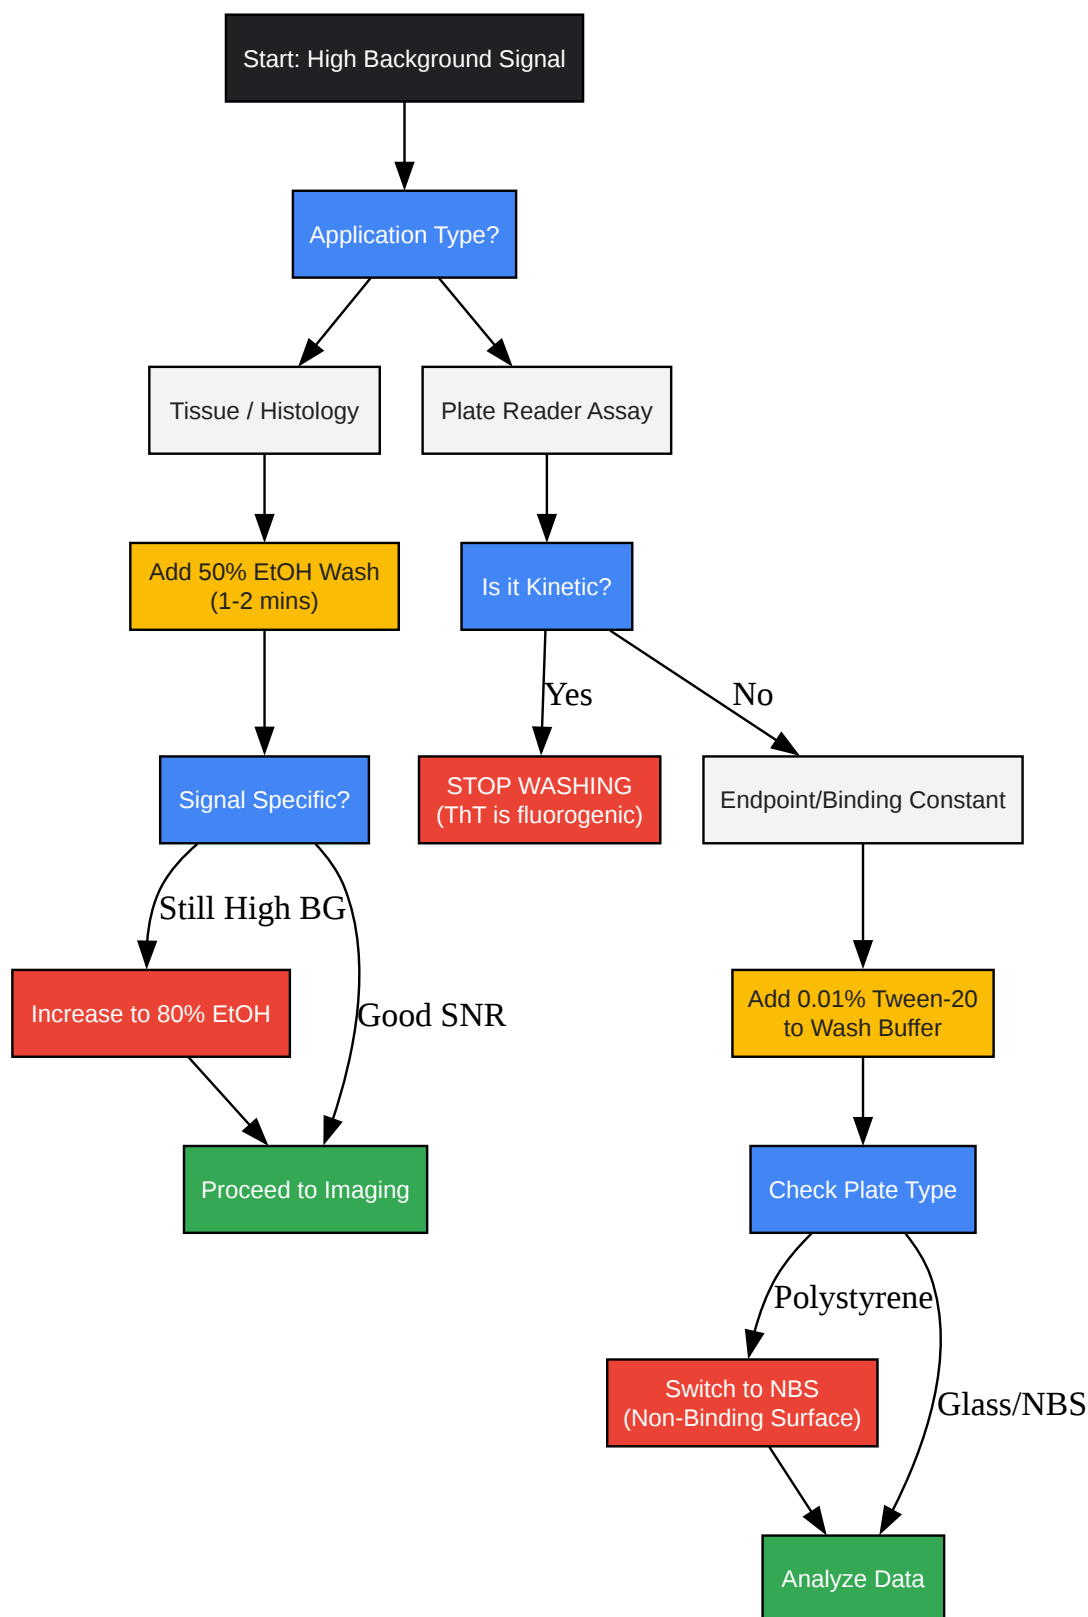 Start: High Background Signal
Application Type?
Tissue / Histology
Plate Reader Assay
Add 50% EtOH Wash
(1-2 mins)
Is it Kinetic?
Yes
No
Signal Specific?
STOP WASHING
(ThT is fluorogenic)
Endpoint/Binding Constant
Still High BG
Increase to 80% EtOH
Good SNR
Add 0.01% Tween-20
to Wash Buffer
Proceed to Imaging
Check Plate Type
Polystyrene
Switch to NBS
(Non-Binding Surface)
Glass/NBS
Analyze Data